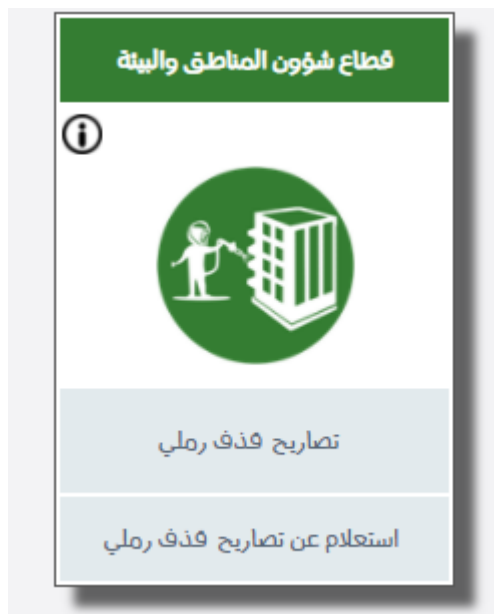 قطاع شؤون المناطق والبيئة
تصاريح قذف رملي
استعلام عن تصاريح قذف رملي